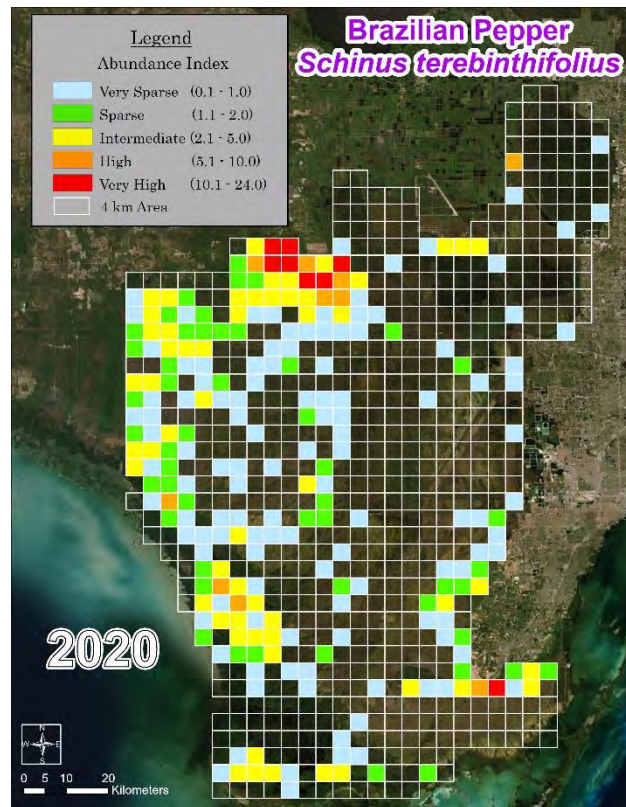 Brazilian Pepper
Schinus terebinthifolius
Legend
Abundance Index
Very Sparse (0.1 - 1.0)
Sparse (1.1 - 2.0)
Intermediate (2.1 - 5.0)
High (5.1 - 10.0)
Very High (10.1 - 24.0)
4 km Area
2020
N
W E
S
0 5 10 20
Kilometers